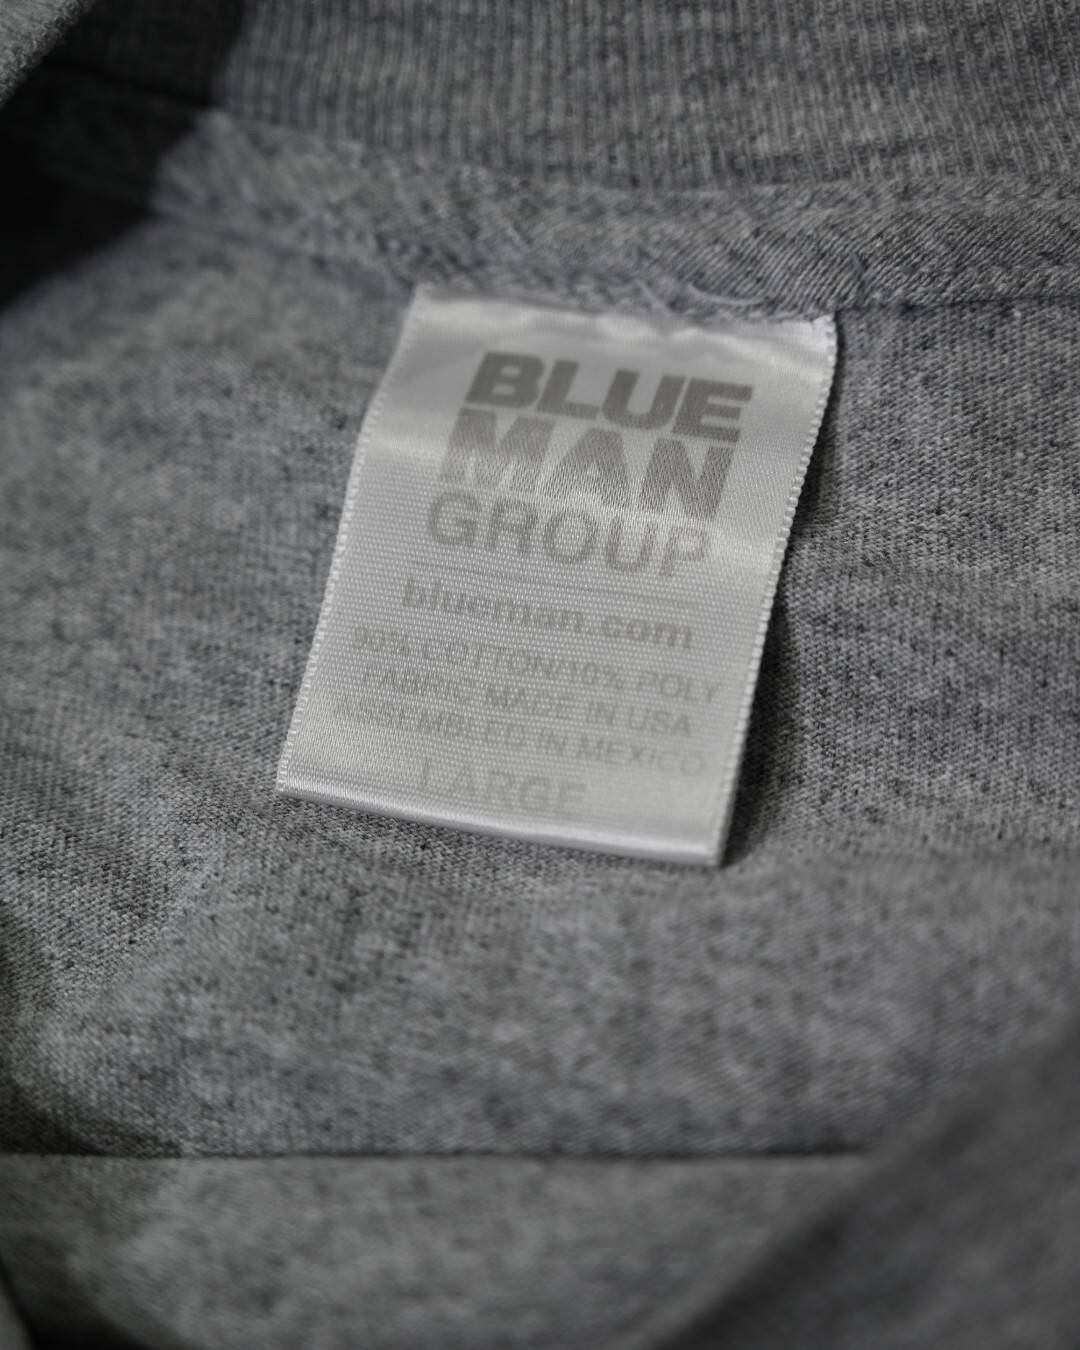 BLUE
MAN
GROUP
blueman.com
90% COTTON/10% POLY
FABRIC MADE IN USA
ASSEMBLED IN MEXICO
LARGE